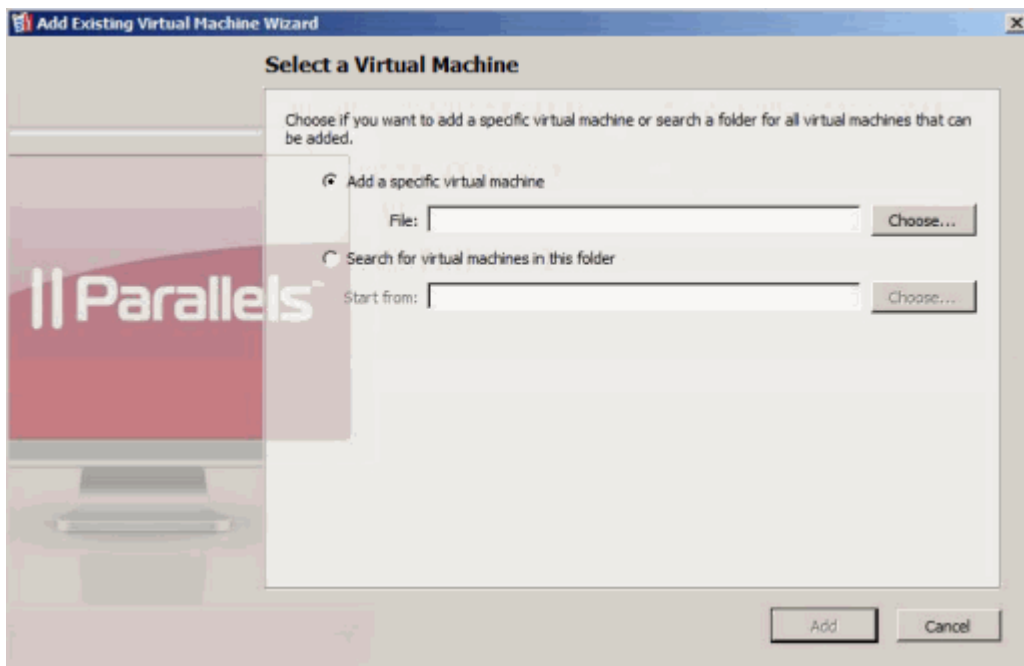 Add Existing Virtual Machine Wizard
Select a Virtual Machine
Choose if you want to add a specific virtual machine or search a folder for all virtual machines that can
be added.
Add a specific virtual machine
File:
Choose...
Search for virtual machines in this folder
Start from:
Choose...
Parallels™
Add
Cancel